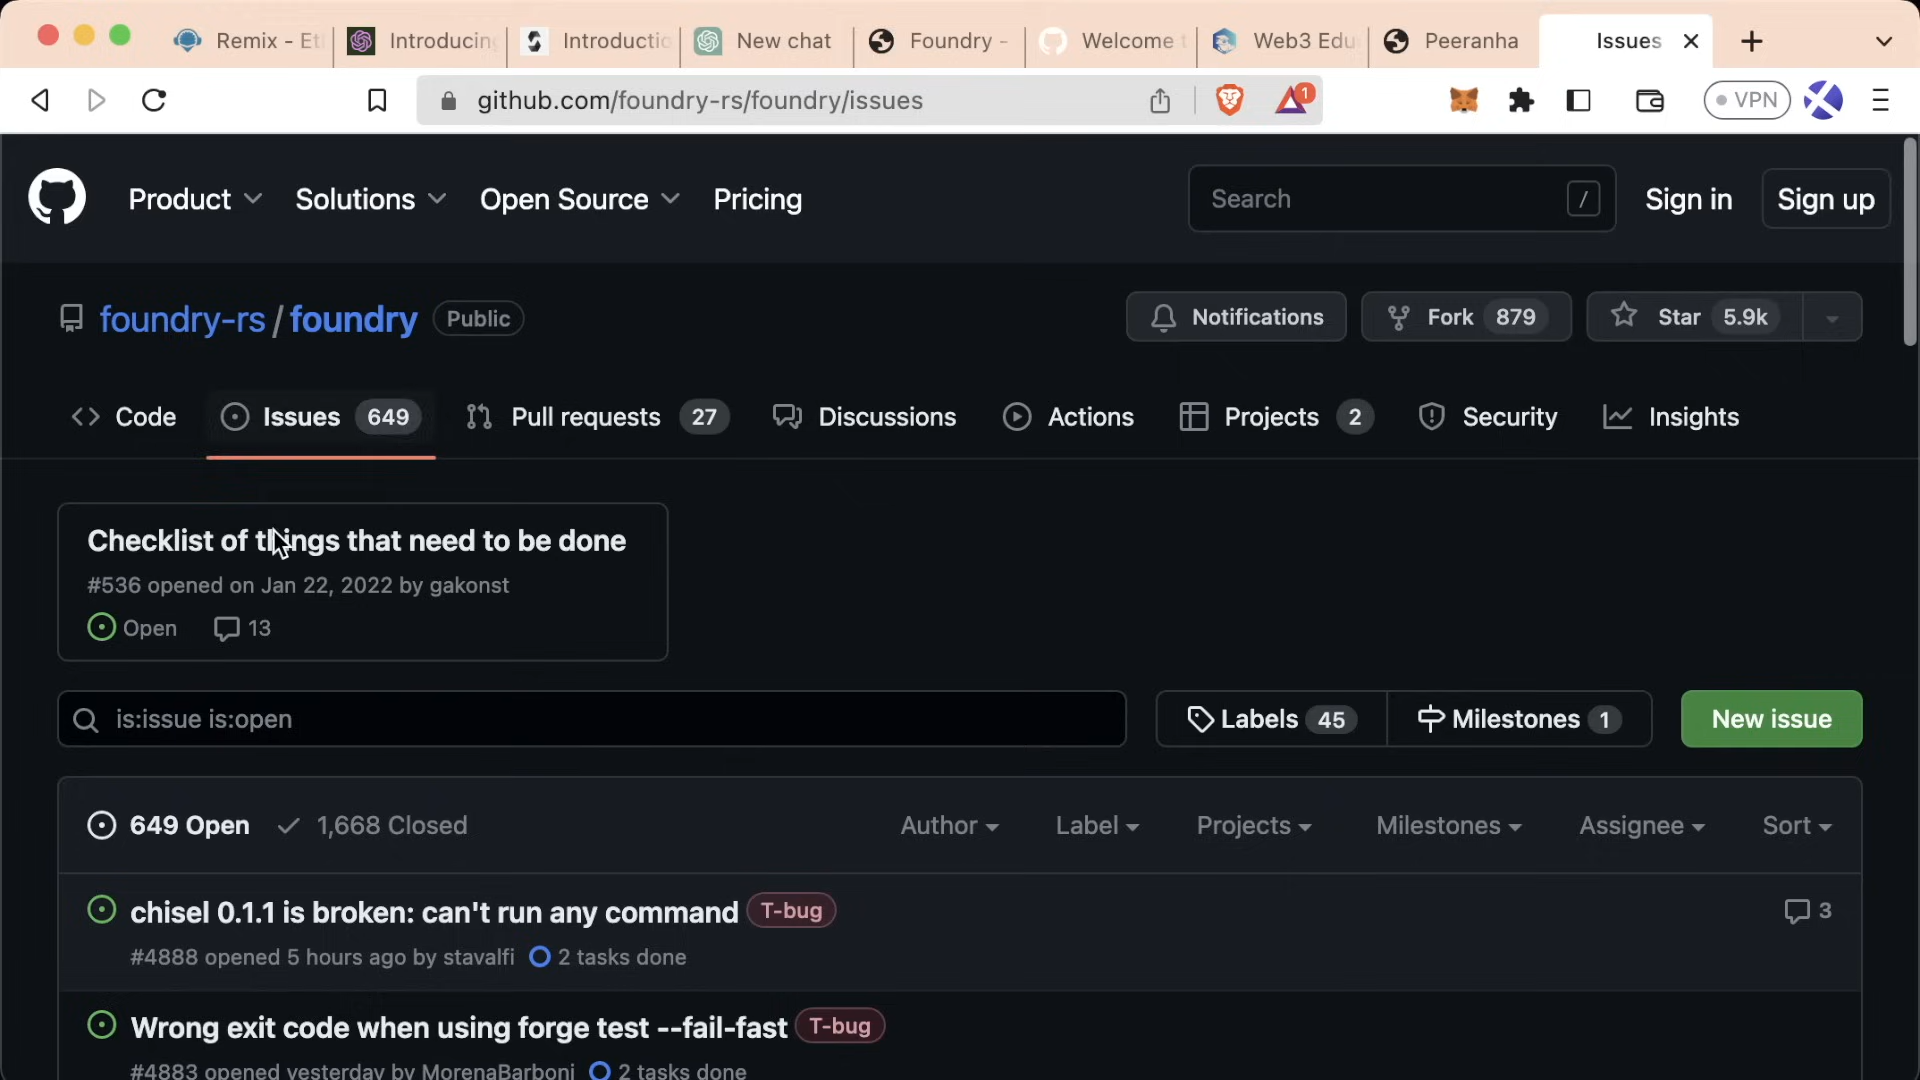 Remix - Et
Introducing
Introductio
New chat
Foundry -
Welcome t
Web3 Edu
Peeranha
Issues
github.com/foundry-rs/foundry/issues
1
VPN
Product
Solutions
Open Source
Pricing
Search
/
Sign in
Sign up
foundry-rs / foundry
Public
Notifications
Fork 879
Star 5.9k
Code
Issues 649
Pull requests 27
Discussions
Actions
Projects 2
Security
Insights
Checklist of things that need to be done
#536 opened on Jan 22, 2022 by gakonst
Open 13
is:issue is:open
Labels 45
Milestones 1
New issue
649 Open
1,668 Closed
Author
Label
Projects
Milestones
Assignee
Sort
chisel 0.1.1 is broken: can't run any command T-bug
3
#4888 opened 5 hours ago by stavalfi 2 tasks done
Wrong exit code when using forge test --fail-fast T-bug
#4883 opened yesterday by MorenaBarboni 2 tasks done